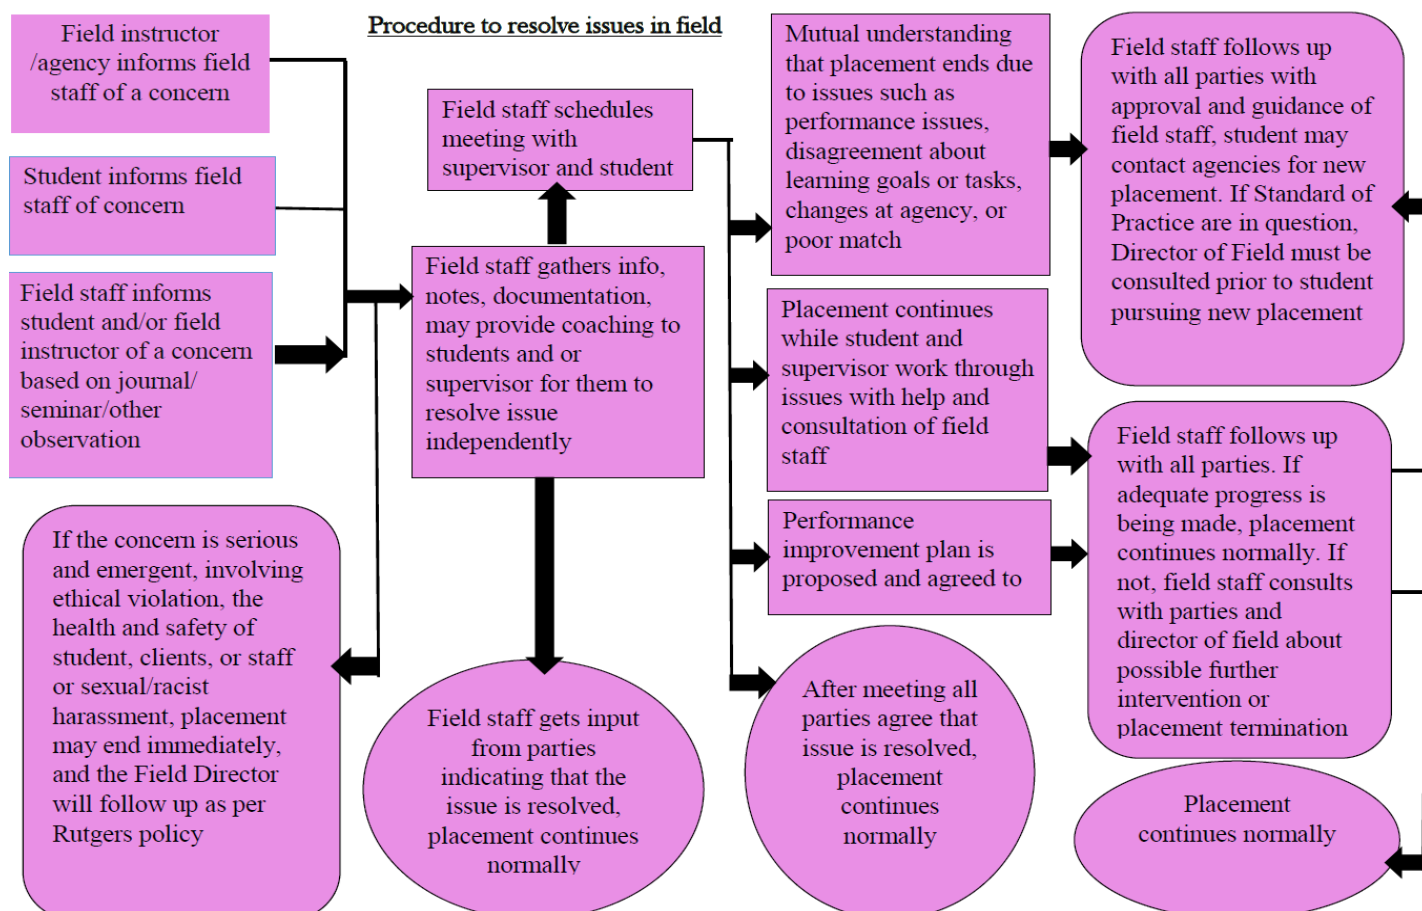 Procedure to resolve issues in field
Field instructor
/agency informs field
staff of a concern
Student informs field
staff of concern
Field staff informs
student and/or field
instructor of a concern
based on journal/
seminar/other
observation
If the concern is serious
and emergent, involving
ethical violation, the
health and safety of
student, clients, or staff
or sexual/racist
harassment, placement
may end immediately,
and the Field Director
will follow up as per
Rutgers policy
Field staff schedules
meeting with
supervisor and student
Field staff gathers info,
notes, documentation,
may provide coaching to
students and or
supervisor for them to
resolve issue
independently
Field staff gets input
from parties
indicating that the
issue is resolved,
placement continues
normally
Mutual understanding
that placement ends due
to issues such as
performance issues,
disagreement about
learning goals or tasks,
changes at agency, or
poor match
Placement continues
while student and
supervisor work through
issues with help and
consultation of field
staff
Performance
improvement plan is
proposed and agreed to
After meeting all
parties agree that
issue is resolved,
placement
continues
normally
Field staff follows up
with all parties with
approval and guidance of
field staff, student may
contact agencies for new
placement. If Standard of
Practice are in question,
Director of Field must be
consulted prior to student
pursuing new placement
Field staff follows up
with all parties. If
adequate progress is
being made, placement
continues normally. If
not, field staff consults
with parties and
director of field about
possible further
intervention or
placement termination
Placement
continues normally